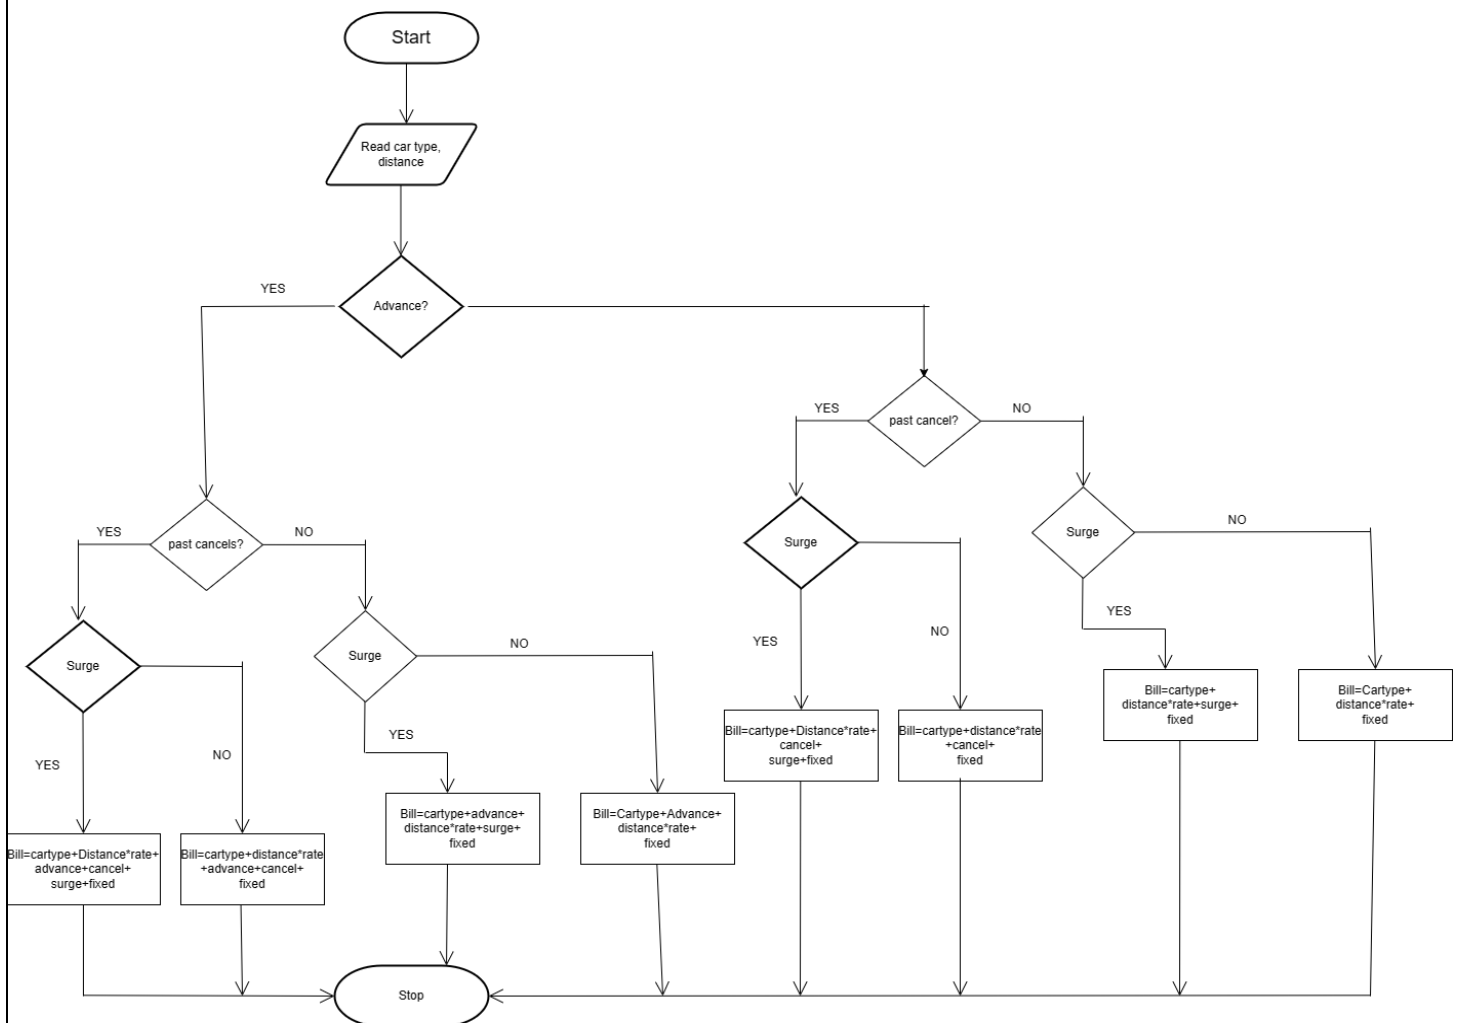 Start
Read car type,
distance
YES
Advance?
YES
past cancel?
NO
YES
past cancels?
NO
Surge
NO
Surge
YES
NO
YES
Surge
NO
Surge
YES
NO
Bill=cartype+
distance*rate+surge+
fixed
Bill=Cartype+
distance*rate+
fixed
Bill=cartype+Distance*rate+
cancel+
surge+fixed
Bill=cartype+distance*rate
+cancel+
fixed
YES
YES
NO
Bill=cartype+advance+
distance*rate+surge+
fixed
Bill=Cartype+Advance+
distance*rate+
fixed
Bill=cartype+Distance*rate+
advance+cancel+
surge+fixed
Bill=cartype+distance*rate
+advance+cancel+
fixed
Stop